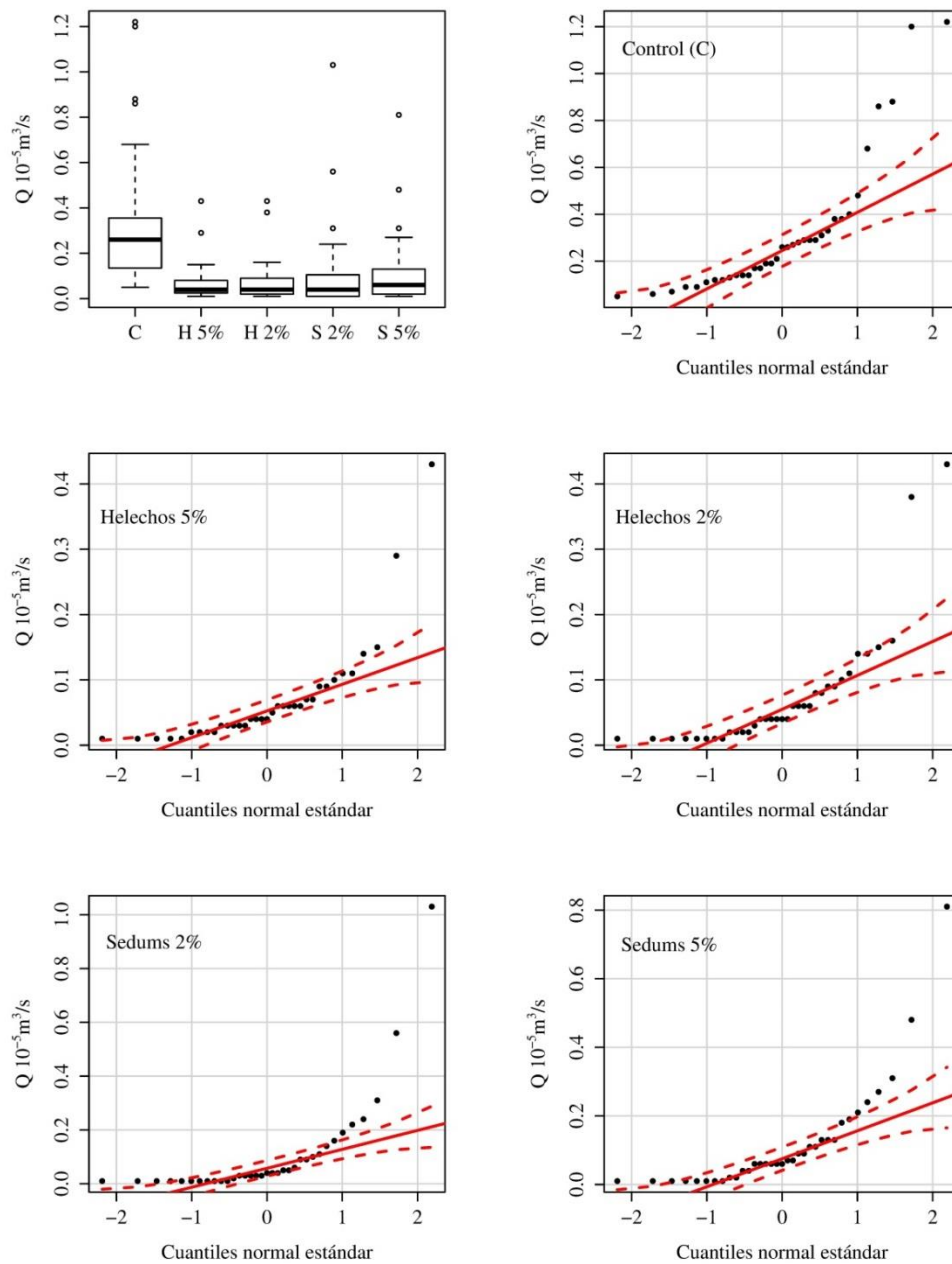 Q 10⁻⁵m³/s
1.2
1.0
0.8
0.6
0.4
0.2
0.0
C H 5% H 2% S 2% S 5%
Control (C)
Q 10⁻⁵m³/s
1.2
1.0
0.8
0.6
0.4
0.2
−2 −1 0 1 2
Cuantiles normal estándar
Helechos 5%
Q 10⁻⁵m³/s
0.4
0.3
0.2
0.1
0.0
−2 −1 0 1 2
Cuantiles normal estándar
Helechos 2%
Q 10⁻⁵m³/s
0.4
0.3
0.2
0.1
0.0
−2 −1 0 1 2
Cuantiles normal estándar
Sedums 2%
Q 10⁻⁵m³/s
1.0
0.8
0.6
0.4
0.2
0.0
−2 −1 0 1 2
Cuantiles normal estándar
Sedums 5%
Q 10⁻⁵m³/s
0.8
0.6
0.4
0.2
0.0
−2 −1 0 1 2
Cuantiles normal estándar